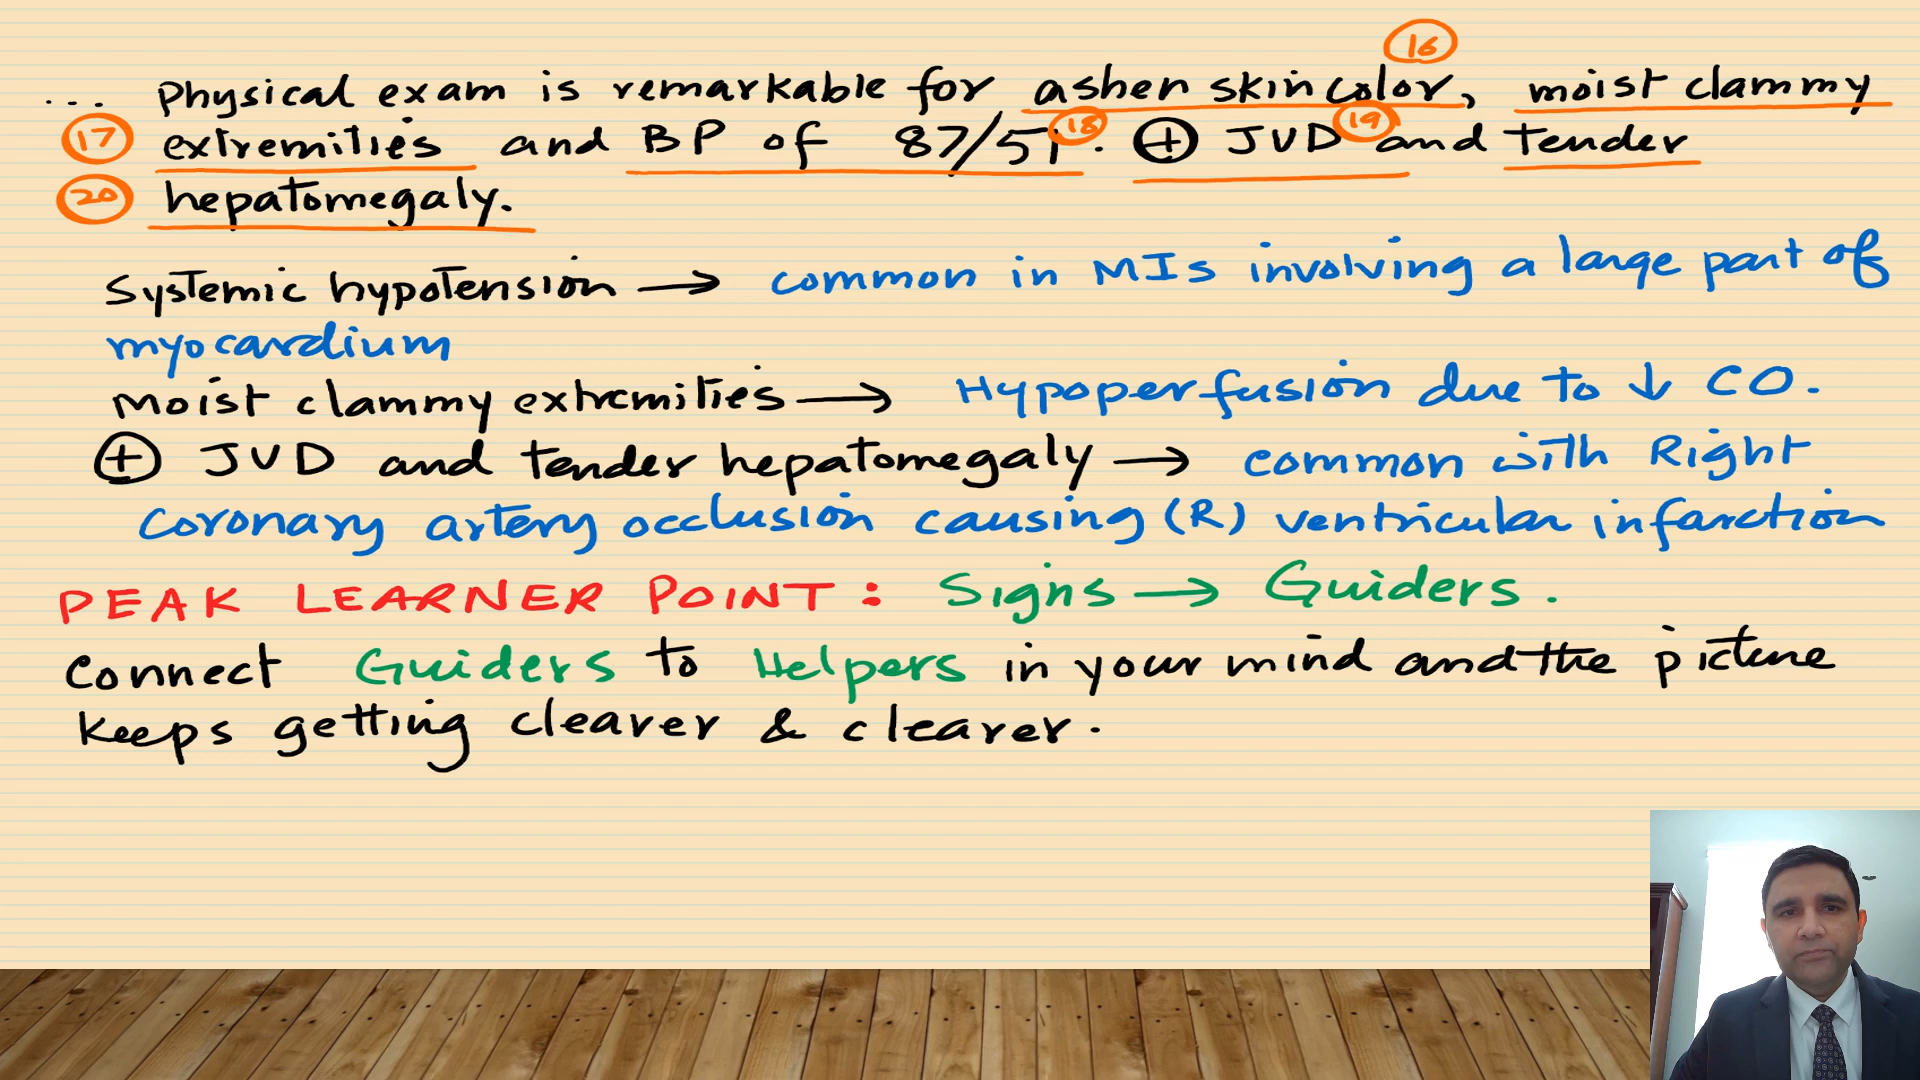 16
... Physical exam is remarkable for ashen skin color, moist clammy
17 extremities and BP of 87/51 18. ⊕ JVD 19 and tender
20 hepatomegaly.
Systemic hypotension → common in MIs involving a large part of
myocardium
Moist clammy extremities → Hypoperfusion due to ↓ CO.
⊕ JVD and tender hepatomegaly → common with Right
coronary artery occlusion causing (R) ventricular infarction
PEAK LEARNER POINT: Signs → Guiders.
Connect Guiders to Helpers in your mind and the picture
keeps getting clearer & clearer.